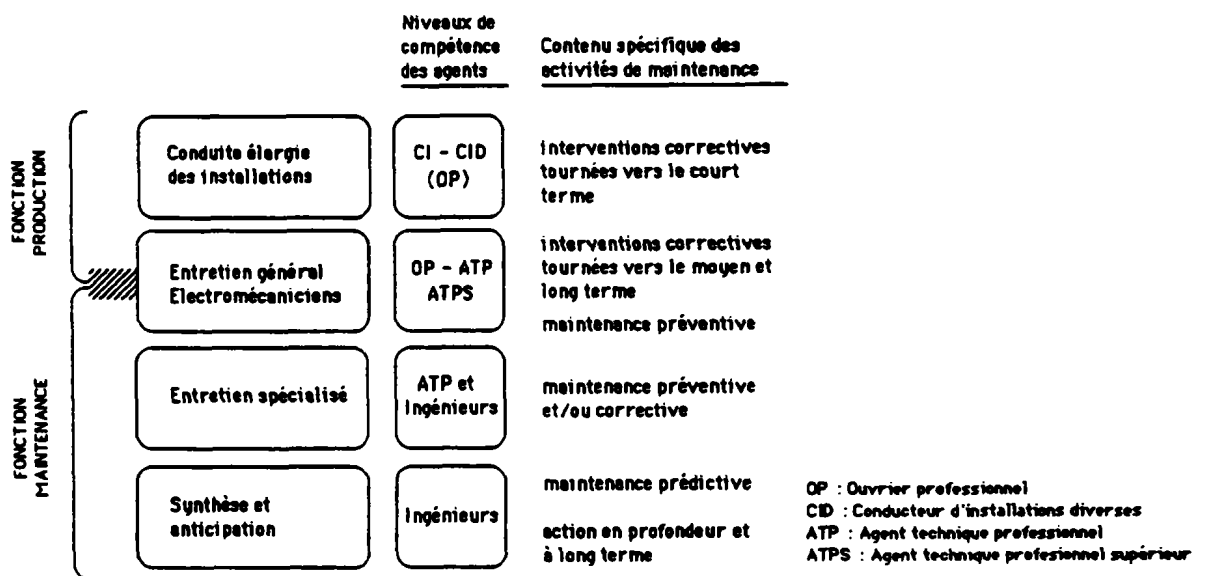 Niveaux de
compétence
des agents
Contenu spécifique des
activités de maintenance
FONCTION
PRODUCTION
Conduite élargie
des installations
CI - CID
(OP)
interventions correctives
tournées vers le court
terme
Entretien général
Electromécaniciens
OP - ATP
ATPS
interventions correctives
tournées vers le moyen et
long terme
maintenance préventive
FONCTION
MAINTENANCE
Entretien spécialisé
ATP et
Ingénieurs
maintenance préventive
et/ou corrective
Synthèse et
anticipation
Ingénieurs
maintenance prédictive
action en profondeur et
à long terme
OP : Ouvrier professionnel
CID : Conducteur d'installations diverses
ATP : Agent technique professionnel
ATPS : Agent technique profesionnel supérieur